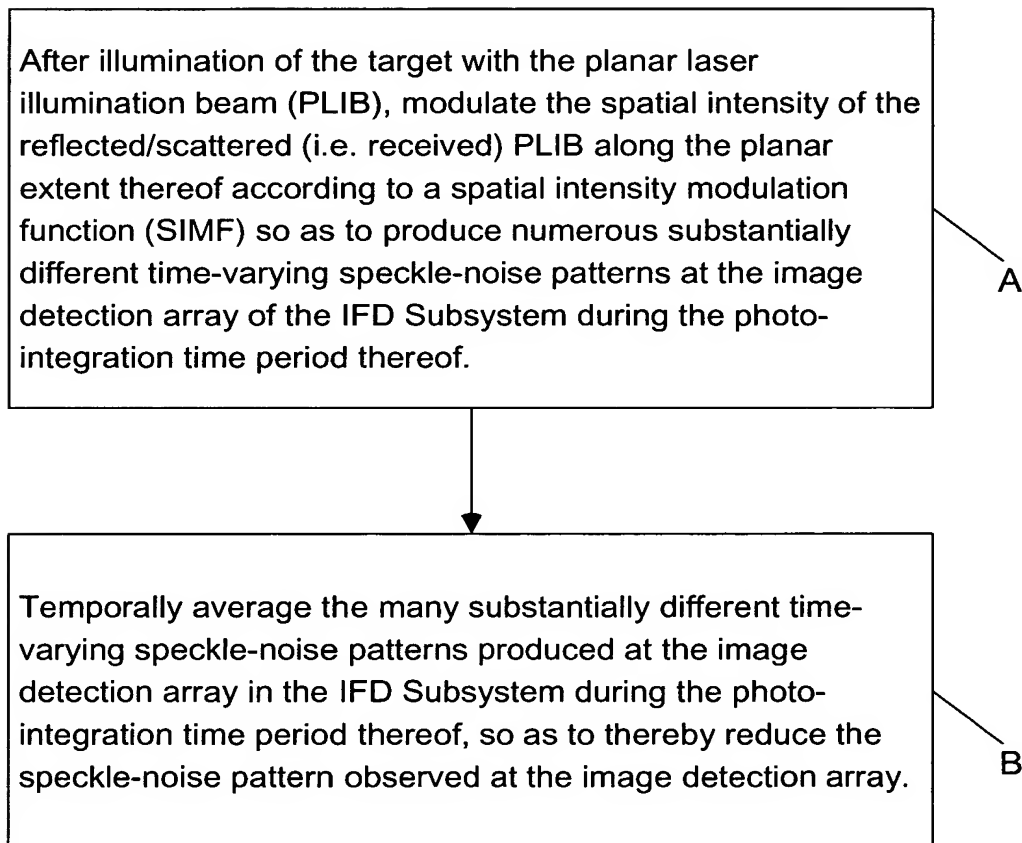 After illumination of the target with the planar laser
illumination beam (PLIB), modulate the spatial intensity of the
reflected/scattered (i.e. received) PLIB along the planar
extent thereof according to a spatial intensity modulation
function (SIMF) so as to produce numerous substantially
different time-varying speckle-noise patterns at the image
detection array of the IFD Subsystem during the photo-
integration time period thereof.
A
Temporally average the many substantially different time-
varying speckle-noise patterns produced at the image
detection array in the IFD Subsystem during the photo-
integration time period thereof, so as to thereby reduce the
speckle-noise pattern observed at the image detection array.
B